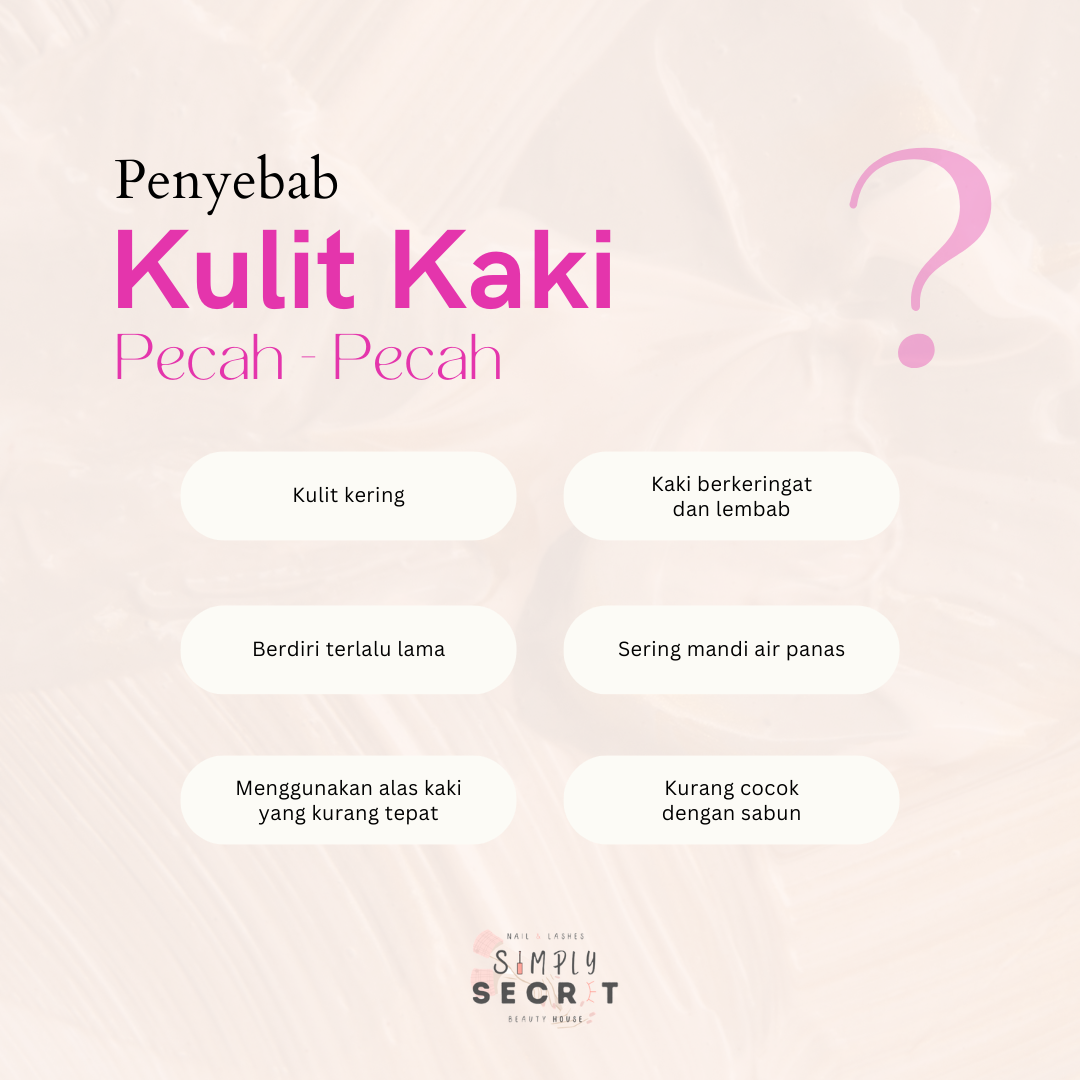 Penyebab
Kulit Kaki
Pecah - Pecah
?
Kulit kering
Kaki berkeringat
dan lembab
Berdiri terlalu lama
Sering mandi air panas
Menggunakan alas kaki
yang kurang tepat
Kurang cocok
dengan sabun
NAIL & LASHES
SIMPLY
SECRET
BEAUTY HOUSE